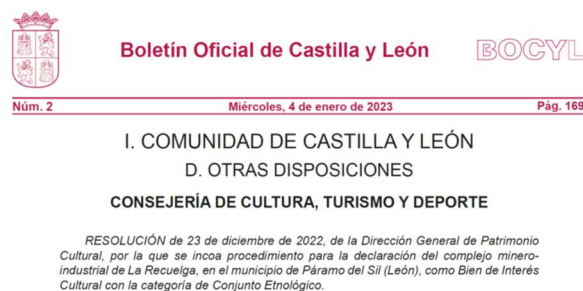 Boletín Oficial de Castilla y León
BOCYL
Núm. 2
Miércoles, 4 de enero de 2023
Pág. 169
I. COMUNIDAD DE CASTILLA Y LEÓN
D. OTRAS DISPOSICIONES
CONSEJERÍA DE CULTURA, TURISMO Y DEPORTE
RESOLUCIÓN de 23 de diciembre de 2022, de la Dirección General de Patrimonio
Cultural, por la que se incoa procedimiento para la declaración del complejo minero-
industrial de La Recuelga, en el municipio de Páramo del Sil (León), como Bien de Interés
Cultural con la categoría de Conjunto Etnológico.